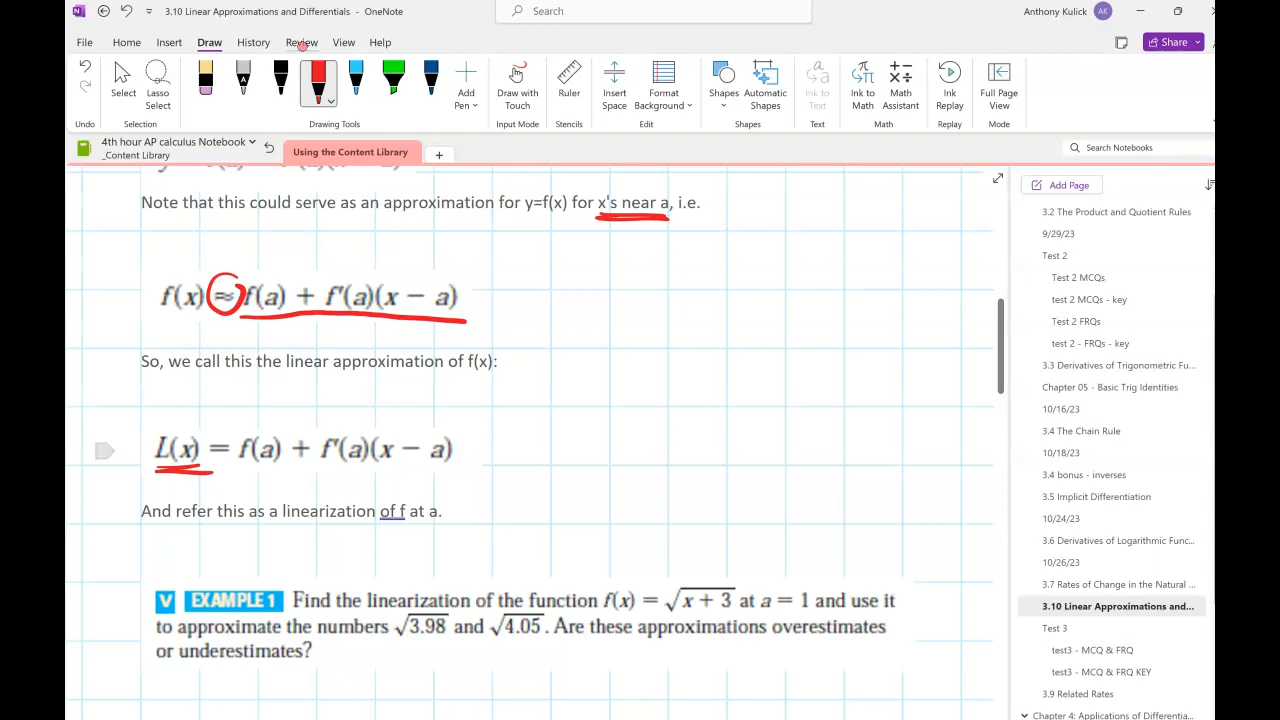 3.10 Linear Approximations and Differentials - OneNote
Search
Anthony Kulick
AK
File Home Insert Draw History Review View Help
Share
Undo
Select
Lasso Select
Selection
A
Add Pen
Drawing Tools
Draw with Touch
Input Mode
Ruler
Stencils
Insert Space
Format Background
Edit
Shapes
Automatic Shapes
Shapes
Ink to Text
Text
Ink to Math
Math Assistant
Math
Ink Replay
Replay
Full Page View
Mode
4th hour AP calculus Notebook
_Content Library
Using the Content Library
+
Search Notebooks
Note that this could serve as an approximation for y=f(x) for x's near a, i.e.
f(x) ≈ f(a) + f'(a)(x − a)
So, we call this the linear approximation of f(x):
L(x) = f(a) + f'(a)(x − a)
And refer this as a linearization of f at a.
V EXAMPLE 1 Find the linearization of the function f(x) = √(x + 3) at a = 1 and use it
to approximate the numbers √3.98 and √4.05. Are these approximations overestimates
or underestimates?
Add Page
3.2 The Product and Quotient Rules
9/29/23
Test 2
Test 2 MCQs
test 2 MCQs - key
Test 2 FRQs
test 2 - FRQs - key
3.3 Derivatives of Trigonometric Fu...
Chapter 05 - Basic Trig Identities
10/16/23
3.4 The Chain Rule
10/18/23
3.4 bonus - inverses
3.5 Implicit Differentiation
10/24/23
3.6 Derivatives of Logarithmic Func...
10/26/23
3.7 Rates of Change in the Natural ...
3.10 Linear Approximations and...
Test 3
test3 - MCQ & FRQ
test3 - MCQ & FRQ KEY
3.9 Related Rates
Chapter 4: Applications of Differentia...